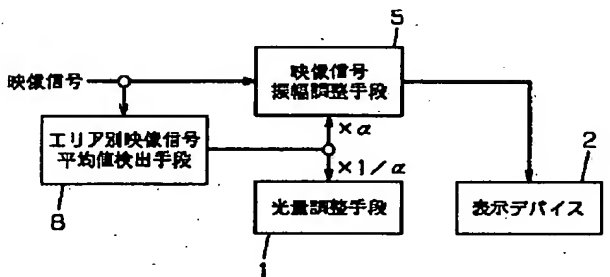 5
映像信号
映像信号
振幅調整手段
エリア別映像信号
平均値検出手段
×α
×1/α
2
8
光量調整手段
表示デバイス
1